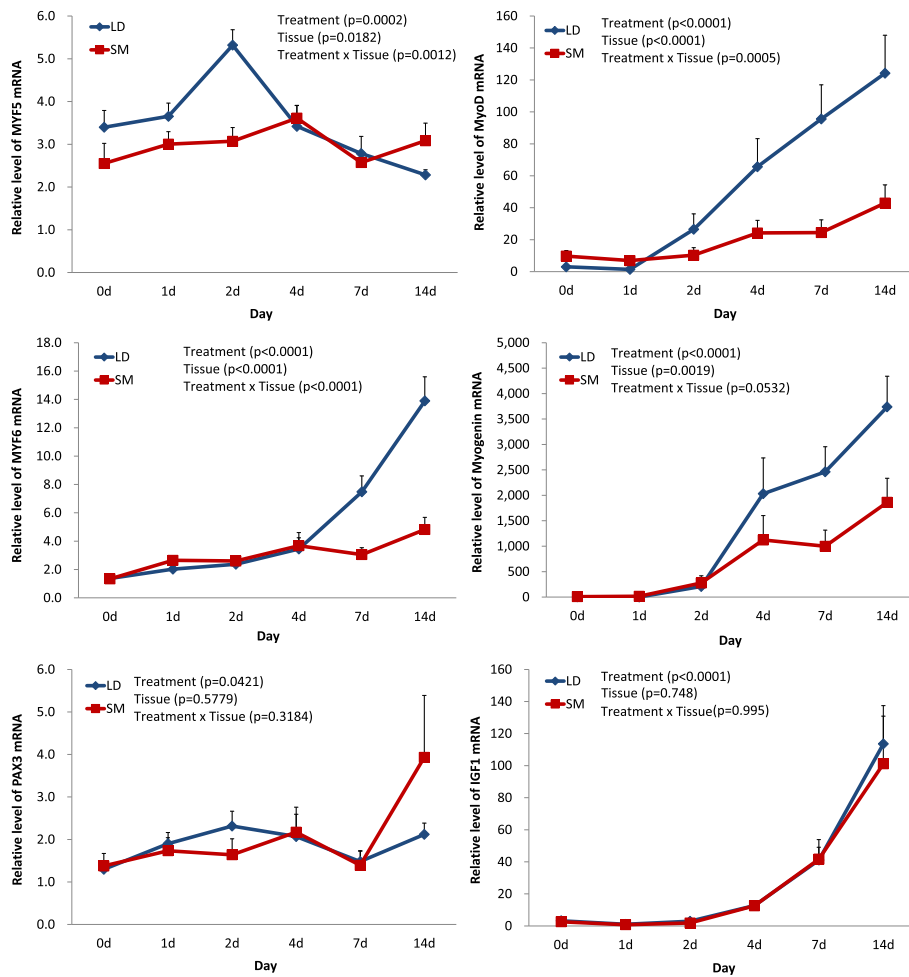 Relative level of MYF5 mRNA
6.0
5.0
4.0
3.0
2.0
1.0
0.0
LD
SM
Treatment (p=0.0002)
Tissue (p=0.0182)
Treatment x Tissue (p=0.0012)
0d 1d 2d 4d 7d 14d
Day
Relative level of MyoD mRNA
160
140
120
100
80
60
40
20
0
LD
SM
Treatment (p<0.0001)
Tissue (p<0.0001)
Treatment x Tissue (p=0.0005)
0d 1d 2d 4d 7d 14d
Day
Relative level of MYF6 mRNA
18.0
16.0
14.0
12.0
10.0
8.0
6.0
4.0
2.0
0.0
LD
SM
Treatment (p<0.0001)
Tissue (p<0.0001)
Treatment x Tissue (p<0.0001)
0d 1d 2d 4d 7d 14d
Day
Relative level of Myogenin mRNA
5,000
4,500
4,000
3,500
3,000
2,500
2,000
1,500
1,000
500
0
LD
SM
Treatment (p<0.0001)
Tissue (p=0.0019)
Treatment x Tissue (p=0.0532)
0d 1d 2d 4d 7d 14d
Day
Relative level of PAX3 mRNA
6.0
5.0
4.0
3.0
2.0
1.0
0.0
LD
SM
Treatment (p=0.0421)
Tissue (p=0.5779)
Treatment x Tissue (p=0.3184)
0d 1d 2d 4d 7d 14d
Day
Relative level of IGF1 mRNA
160
140
120
100
80
60
40
20
0
LD
SM
Treatment (p<0.0001)
Tissue (p=0.748)
Treatment x Tissue(p=0.995)
0d 1d 2d 4d 7d 14d
Day